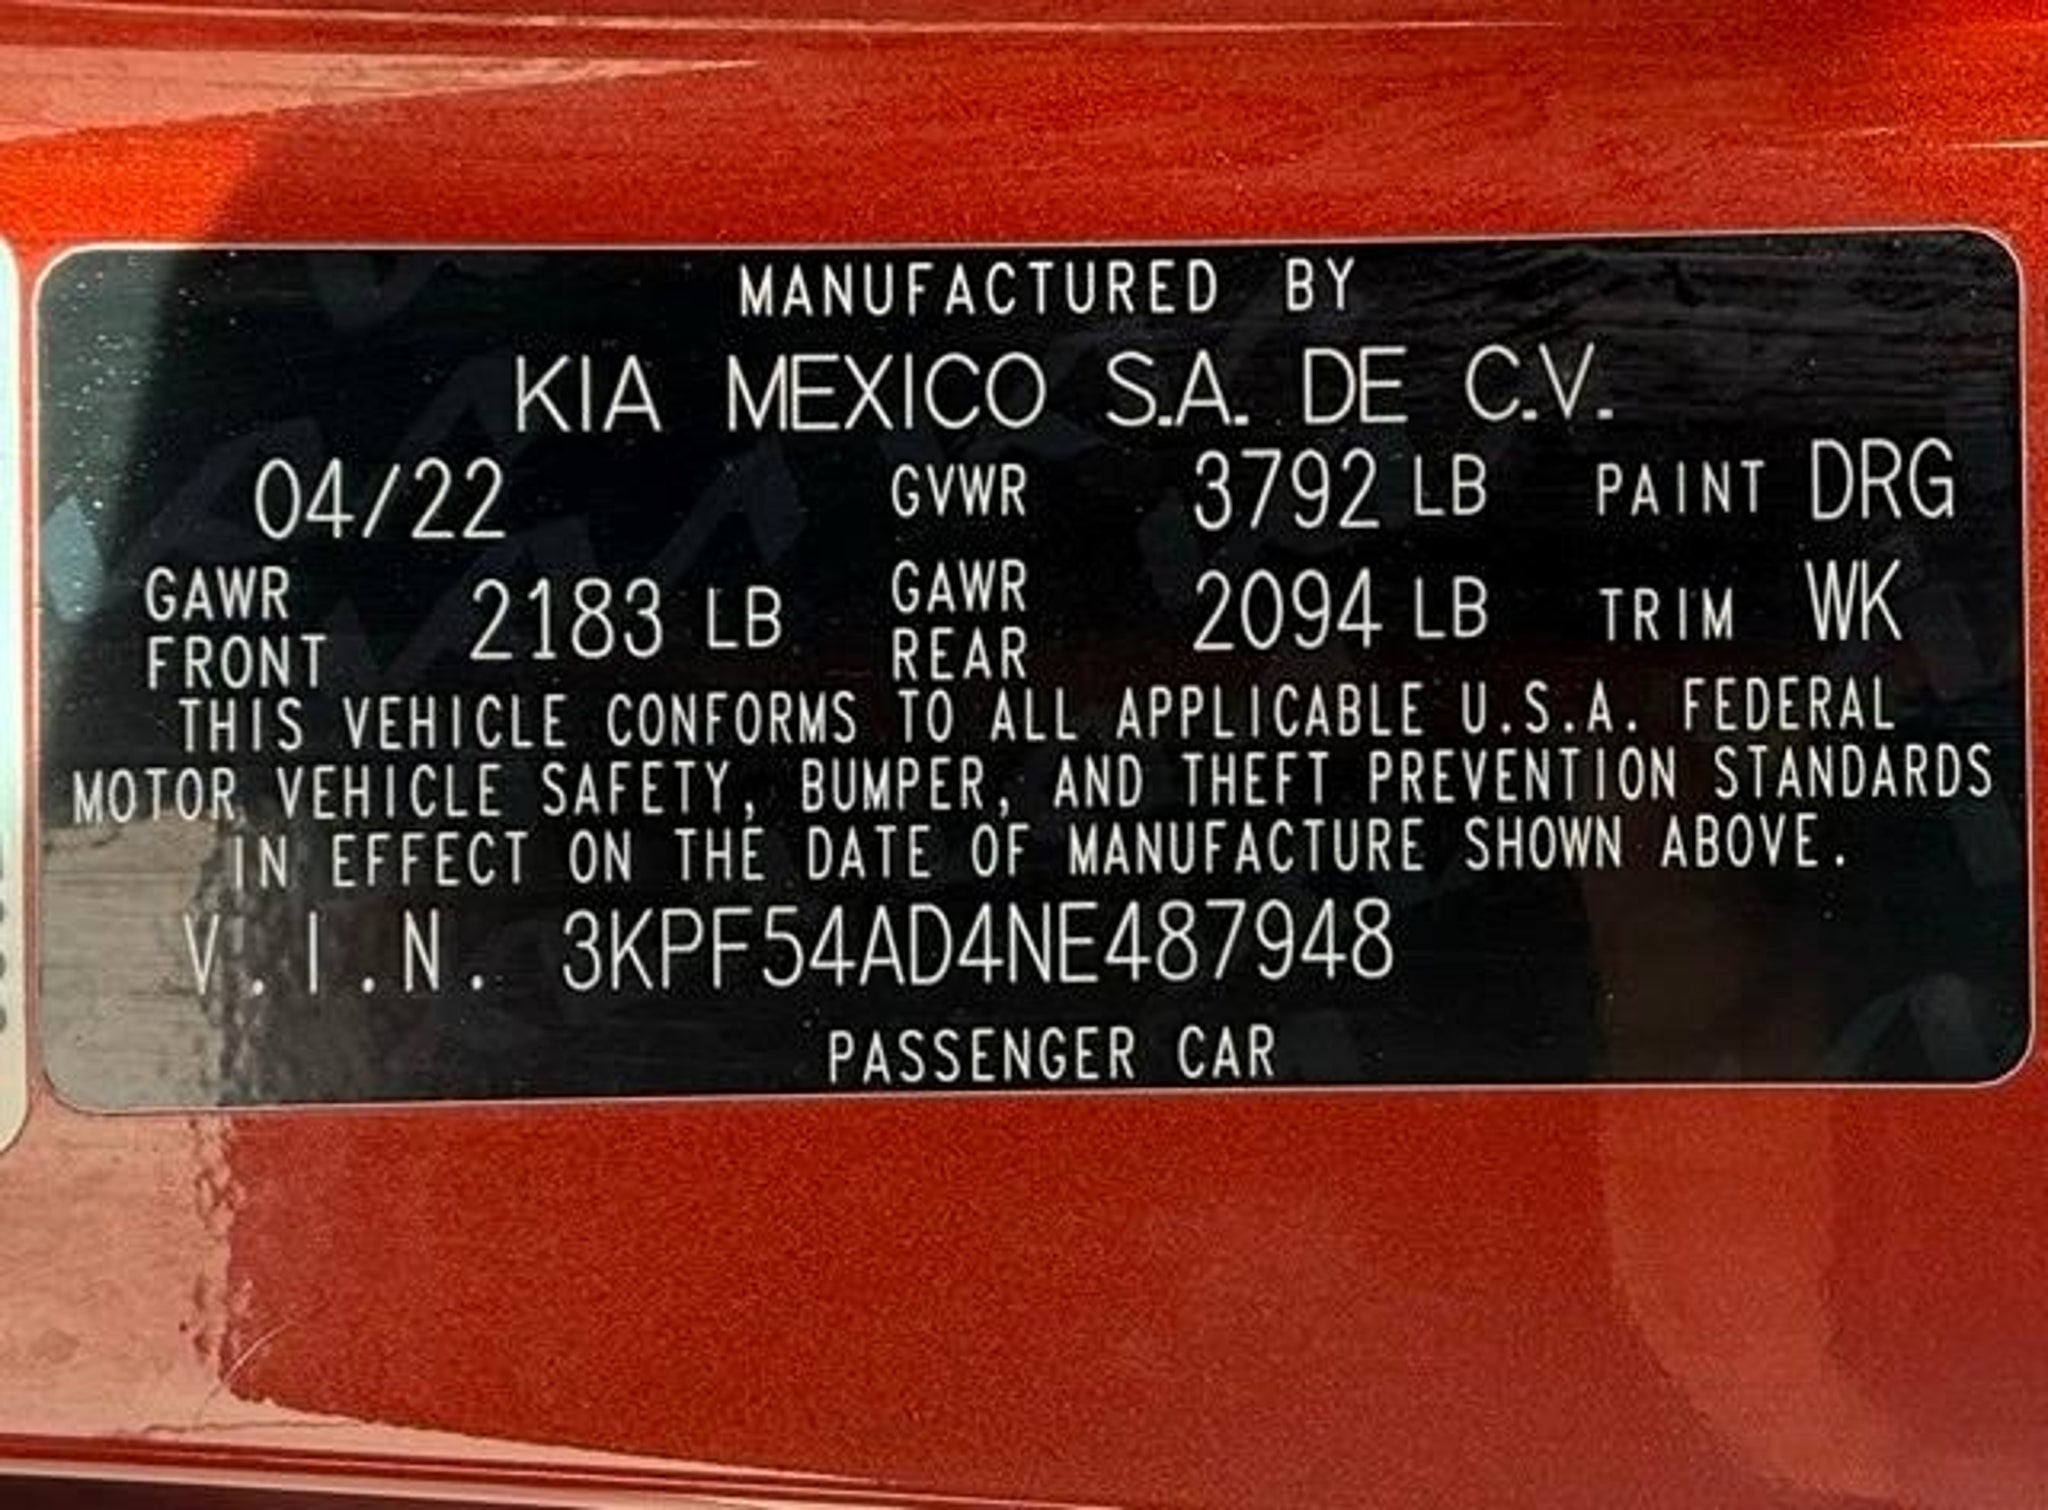 MANUFACTURED BY
KIA MEXICO S.A. DE C.V.
04/22 GVWR 3792 LB PAINT DRG
GAWR FRONT 2183 LB GAWR REAR 2094 LB TRIM WK
THIS VEHICLE CONFORMS TO ALL APPLICABLE U.S.A. FEDERAL
MOTOR VEHICLE SAFETY, BUMPER, AND THEFT PREVENTION STANDARDS
IN EFFECT ON THE DATE OF MANUFACTURE SHOWN ABOVE.
V.I.N. 3KPF54AD4NE487948
PASSENGER CAR